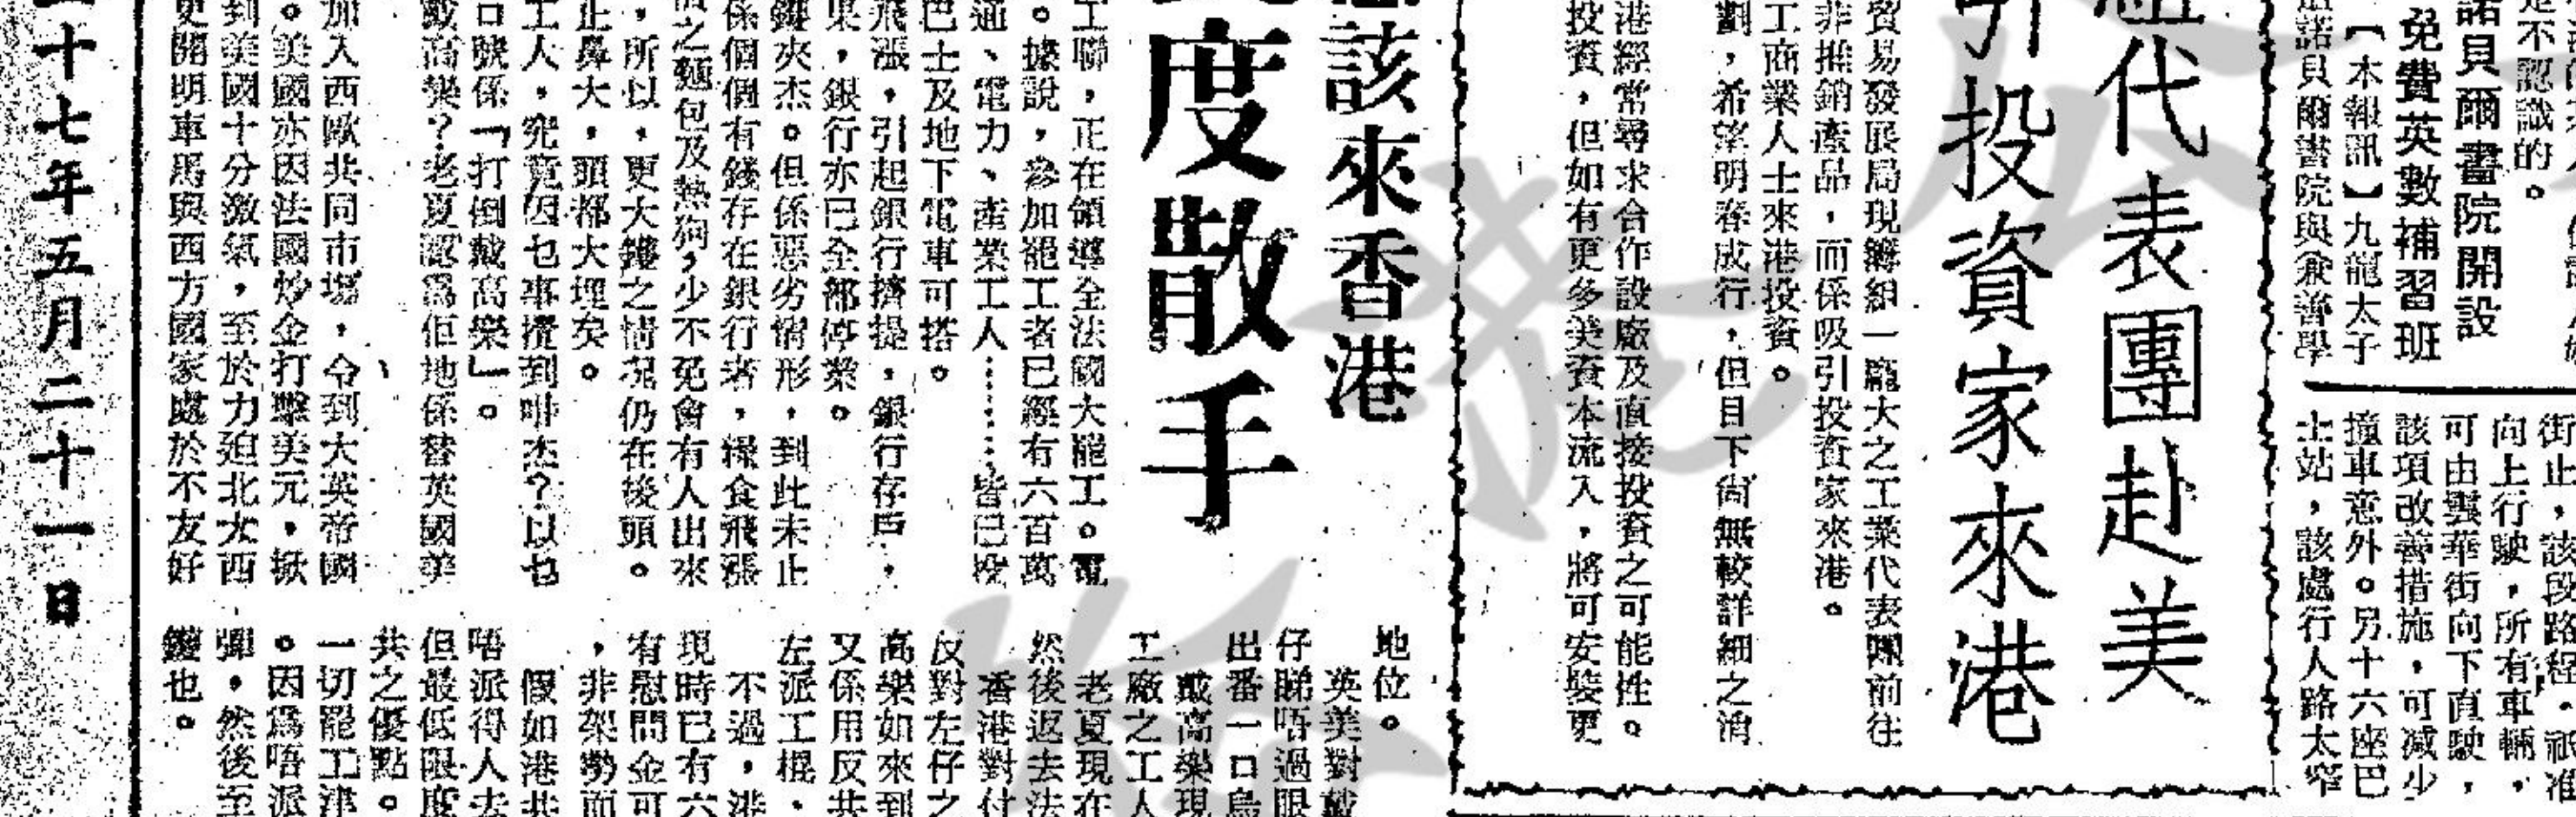 是不認識的。
諾貝爾書院開設
免費英數補習班
【本報訊】九龍太子
諾貝爾書院與兼善學
街止,該段路程,祇准
向上行駛,所有車輛,
可由雲華街向下直駛,
該項改善措施,可減少
撞車意外。另十六座巴
士站,該處行人路太窄
組代表團赴美
引投資家來港
貿易發展局現籌組一龐大之工業代表團前往
非推銷產品,而係吸引投資家來港。
工商業人士來港投資。
劃,希望明春成行,但目下尚無較詳細之消
港經常尋求合作設廠及直接投資之可能性。
投資,但如有更多美資本流入,將可安裝更
該來香港
度散手
工聯,正在領導全法國大罷工。電
。據說,參加罷工者已經有六百萬
通、電力、產業工人………皆已沒
巴士及地下電車可搭。
飛漲,引起銀行擠提,銀行存戶,
果,銀行亦已全部停業。
鐘夾杰。但係惡劣情形,到此未止
係個個有錢存在銀行者,糧食飛漲
之麵包及熱狗,少不免會有人出來
,所以,更大鑊之情況仍在後頭。
止鼻大,頭都大埋矣。
工人,究竟因乜事攪到咁杰?以乜
口號係「打倒戴高樂」。
戴高樂?老夏認為佢地係替英國美
加入西歐共同市場,令到大英帝國
。美國亦因法國炒金打擊美元,掀
到美國十分激氣,至於力迫北大西
更開明車馬與西方國家處於不友好
地位。
英美對戴
仔睇唔過眼
出番一口烏
戴高樂現
工廠之工人
老夏現在
然後返去法
香港對付
反對左仔之
高樂如來到
又係用反共
左派工棍,
不過,港
現時已有六
有慰問金可
,非架勢而
假如港共
唔派得人去
但最低限度
共之優點。
一切罷工津
。因為唔派
彈,然後至
鑊也。
十七年五月二十一日